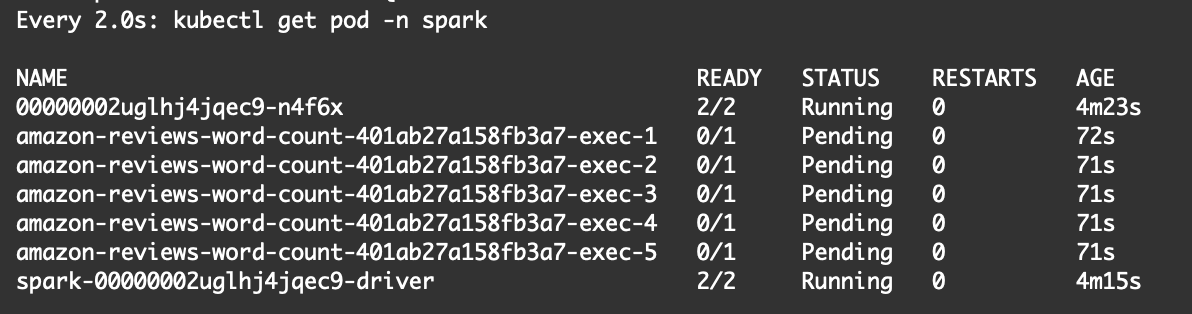 Every 2.0s: kubectl get pod -n spark
NAME READY STATUS RESTARTS AGE
00000002uglhj4jqec9-n4f6x 2/2 Running 0 4m23s
amazon-reviews-word-count-401ab27a158fb3a7-exec-1 0/1 Pending 0 72s
amazon-reviews-word-count-401ab27a158fb3a7-exec-2 0/1 Pending 0 71s
amazon-reviews-word-count-401ab27a158fb3a7-exec-3 0/1 Pending 0 71s
amazon-reviews-word-count-401ab27a158fb3a7-exec-4 0/1 Pending 0 71s
amazon-reviews-word-count-401ab27a158fb3a7-exec-5 0/1 Pending 0 71s
spark-00000002uglhj4jqec9-driver 2/2 Running 0 4m15s